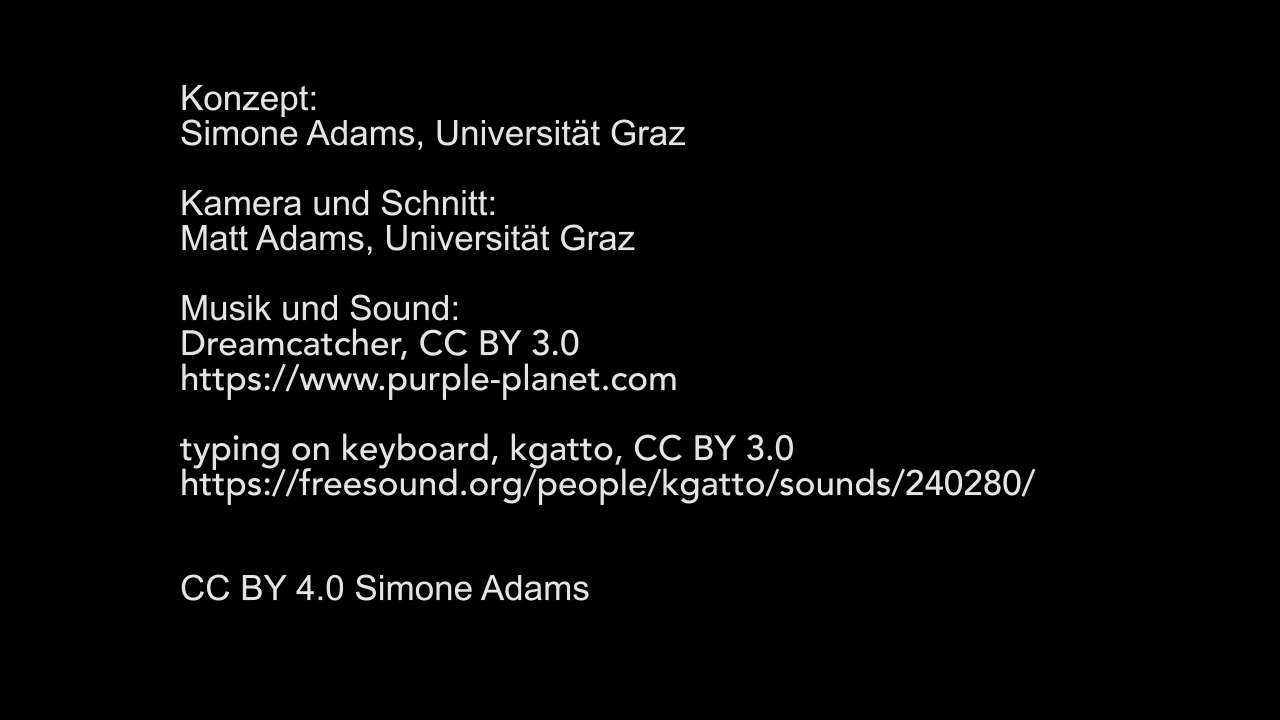 Konzept:
Simone Adams, Universität Graz
Kamera und Schnitt:
Matt Adams, Universität Graz
Musik und Sound:
Dreamcatcher, CC BY 3.0
https://www.purple-planet.com
typing on keyboard, kgatto, CC BY 3.0
https://freesound.org/people/kgatto/sounds/240280/
CC BY 4.0 Simone Adams